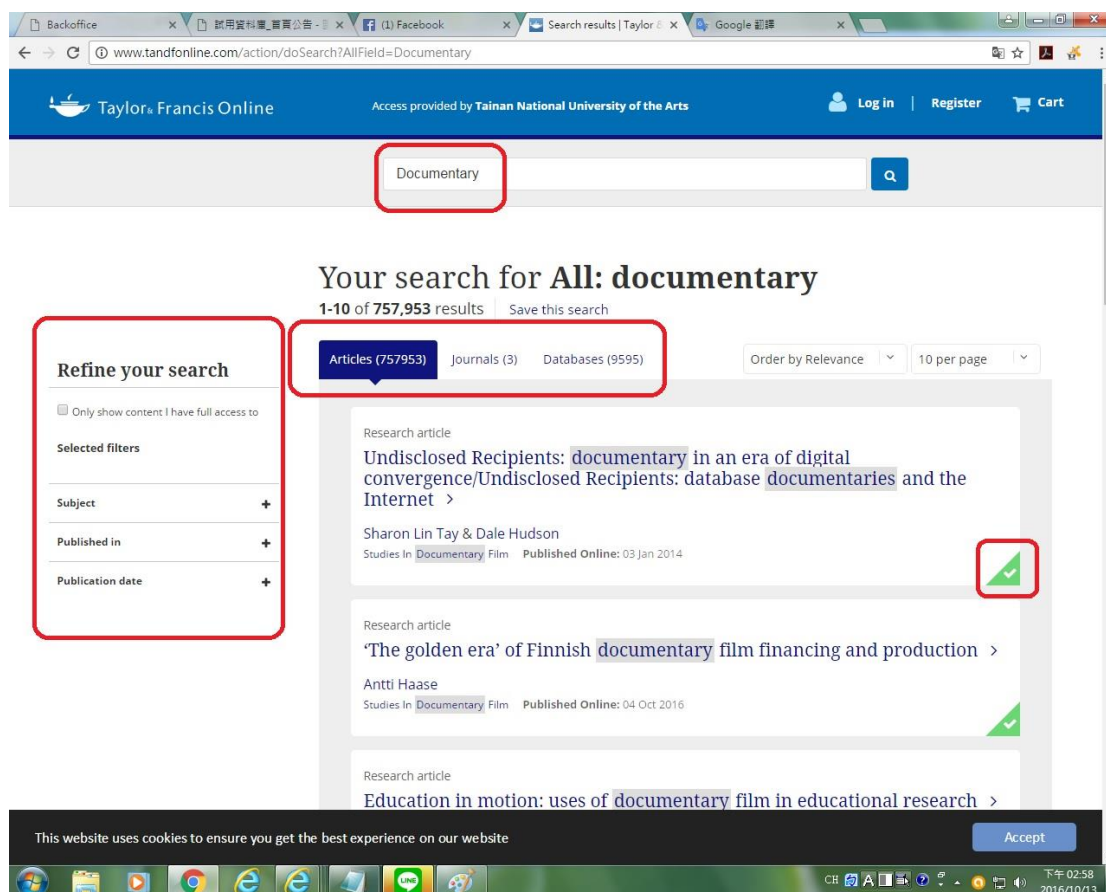 Backoffice
試用資料庫_首頁公告 -
(1) Facebook
Search results | Taylor &
Google 翻譯
www.tandfonline.com/action/doSearch?AllField=Documentary
Taylor & Francis Online
Access provided by Tainan National University of the Arts
Log in | Register
Cart
Documentary
Your search for All: documentary
1-10 of 757,953 results
Save this search
Refine your search
Only show content I have full access to
Selected filters
Subject +
Published in +
Publication date +
Articles (757953)
Journals (3)
Databases (9595)
Order by Relevance
10 per page
Research article
Undisclosed Recipients: documentary in an era of digital
convergence/Undisclosed Recipients: database documentaries and the
Internet >
Sharon Lin Tay & Dale Hudson
Studies In Documentary Film Published Online: 03 Jan 2014
Research article
‘The golden era’ of Finnish documentary film financing and production >
Antti Haase
Studies In Documentary Film Published Online: 04 Oct 2016
Research article
Education in motion: uses of documentary film in educational research >
This website uses cookies to ensure you get the best experience on our website
Accept
LINE
CH
A
下午 02:58
2016/10/13